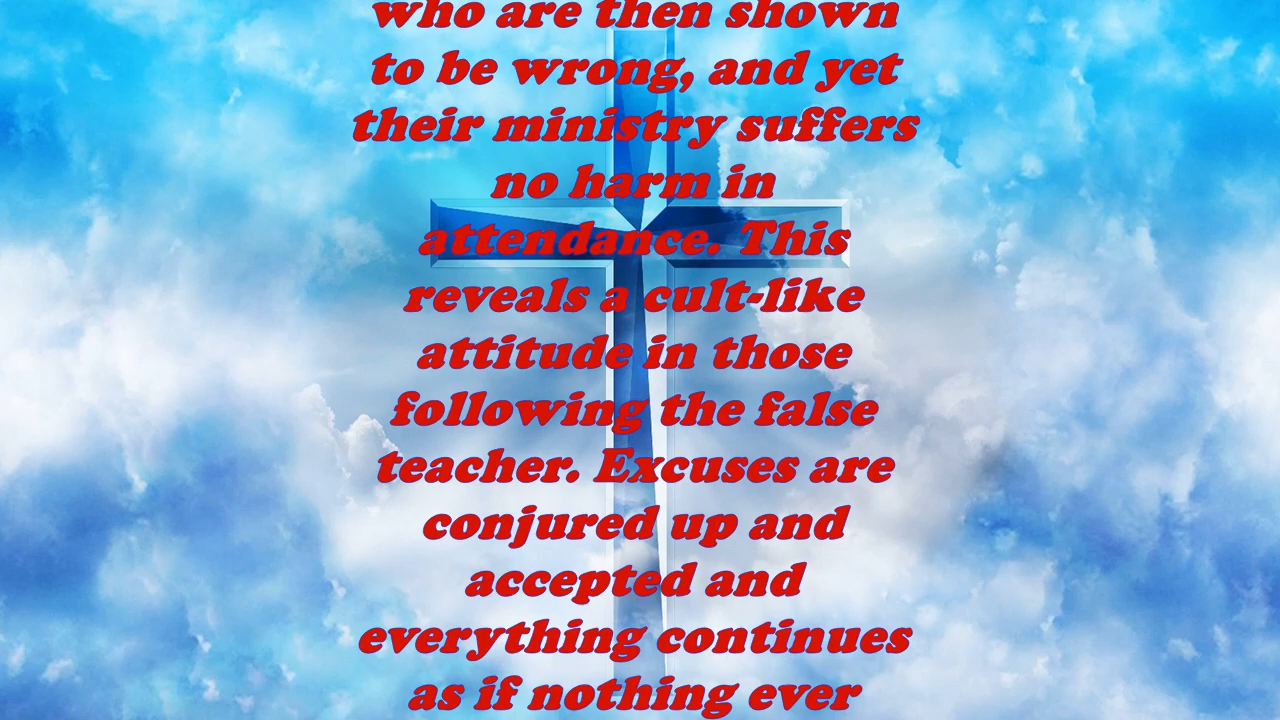 who are then shown
to be wrong, and yet
their ministry suffers
no harm in
attendance. This
reveals a cult-like
attitude in those
following the false
teacher. Excuses are
conjured up and
accepted and
everything continues
as if nothing ever